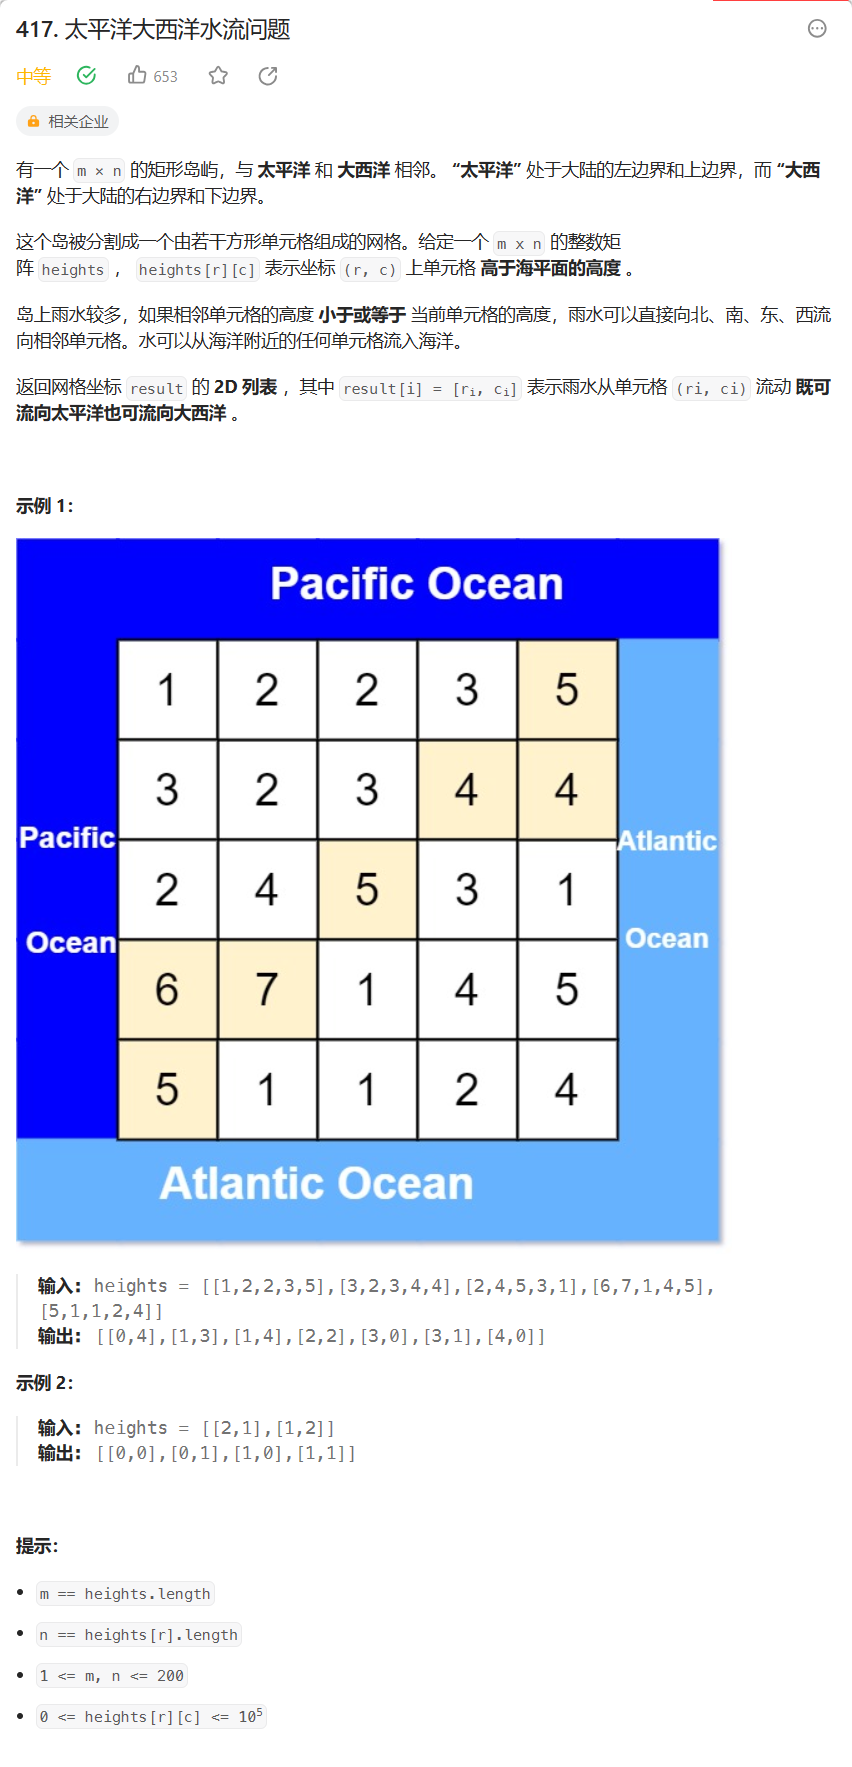 417. 太平洋大西洋水流问题
中等 653
相关企业
有一个 m × n 的矩形岛屿，与 太平洋 和 大西洋 相邻。 “太平洋” 处于大陆的左边界和上边界，而 “大西
洋” 处于大陆的右边界和下边界。
这个岛被分割成一个由若干方形单元格组成的网格。给定一个 m x n 的整数矩
阵 heights ， heights[r][c] 表示坐标 (r, c) 上单元格 高于海平面的高度 。
岛上雨水较多，如果相邻单元格的高度 小于或等于 当前单元格的高度，雨水可以直接向北、南、东、西流
向相邻单元格。水可以从海洋附近的任何单元格流入海洋。
返回网格坐标 result 的 2D 列表 ，其中 result[i] = [rᵢ, cᵢ] 表示雨水从单元格 (ri, ci) 流动 既可
流向太平洋也可流向大西洋 。
示例 1：
Pacific Ocean
1 2 2 3 5
3 2 3 4 4
Pacific Atlantic
2 4 5 3 1
Ocean Ocean
6 7 1 4 5
5 1 1 2 4
Atlantic Ocean
输入: heights = [[1,2,2,3,5],[3,2,3,4,4],[2,4,5,3,1],[6,7,1,4,5],
[5,1,1,2,4]]
输出: [[0,4],[1,3],[1,4],[2,2],[3,0],[3,1],[4,0]]
示例 2：
输入: heights = [[2,1],[1,2]]
输出: [[0,0],[0,1],[1,0],[1,1]]
提示：
• m == heights.length
• n == heights[r].length
• 1 <= m, n <= 200
• 0 <= heights[r][c] <= 10⁵